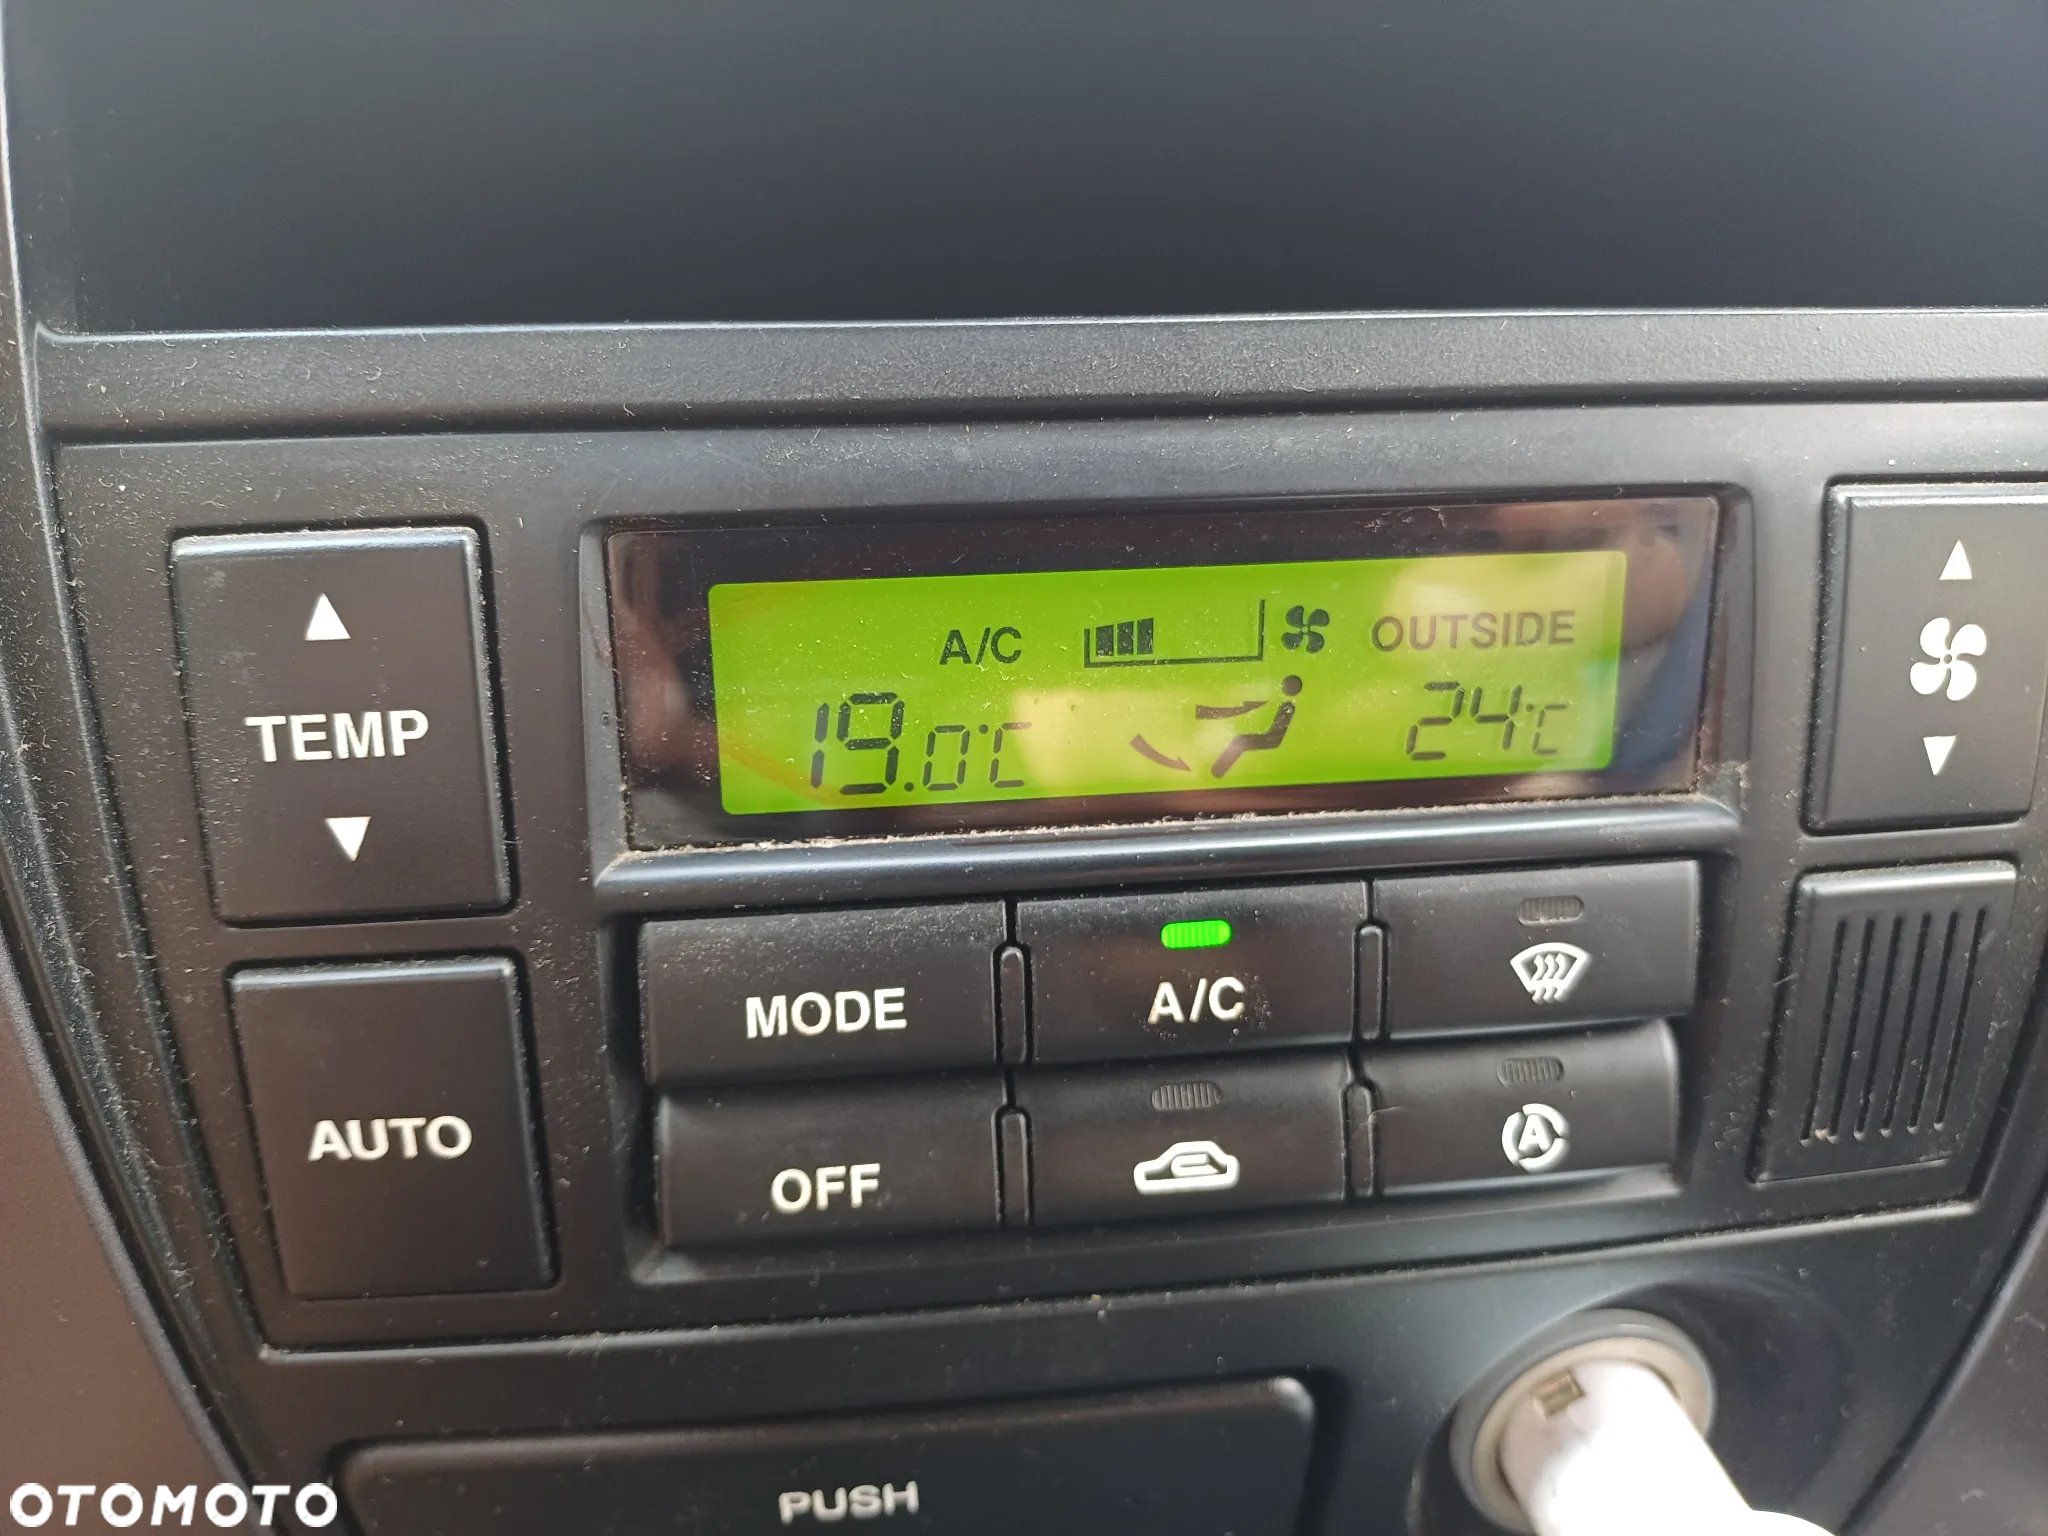 A/C OUTSIDE
19.0°C 24°C
TEMP
MODE A/C
AUTO
OFF A
PUSH
OTOMOTO